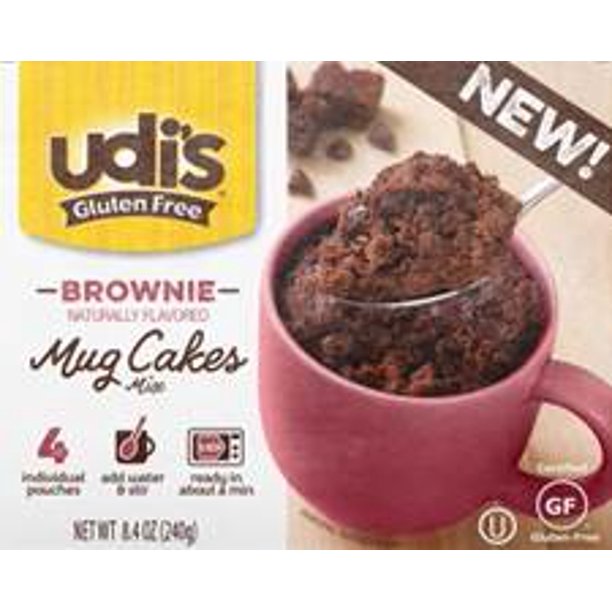 udi's
Gluten Free
NEW!
BROWNIE
NATURALLY FLAVORED
Mug Cakes
Mix
4
individual
pouches
add water
& stir
ready in
about a min
NET WT 8.4 OZ (240g)
U
Certified
GF
Gluten-Free